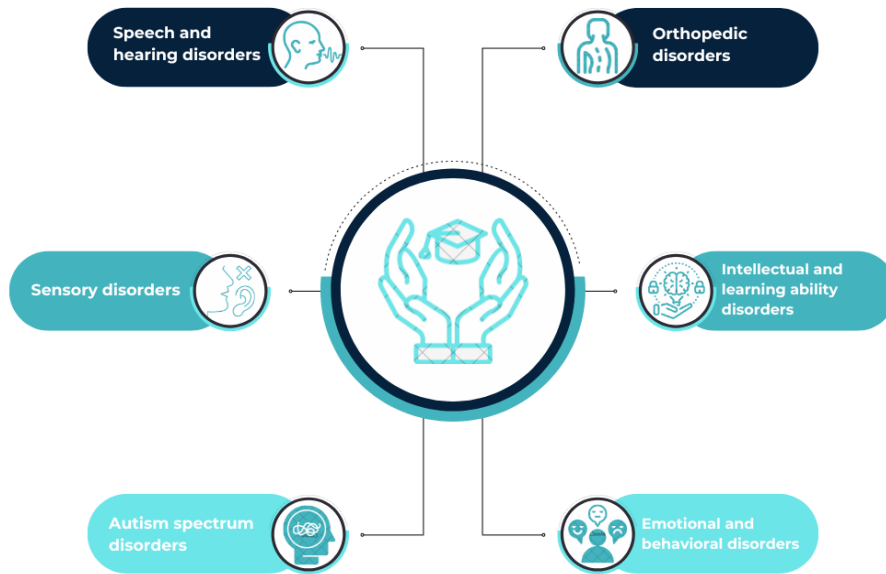 Speech and
hearing disorders
Orthopedic
disorders
Sensory disorders
Intellectual and
learning ability
disorders
Autism spectrum
disorders
Emotional and
behavioral disorders